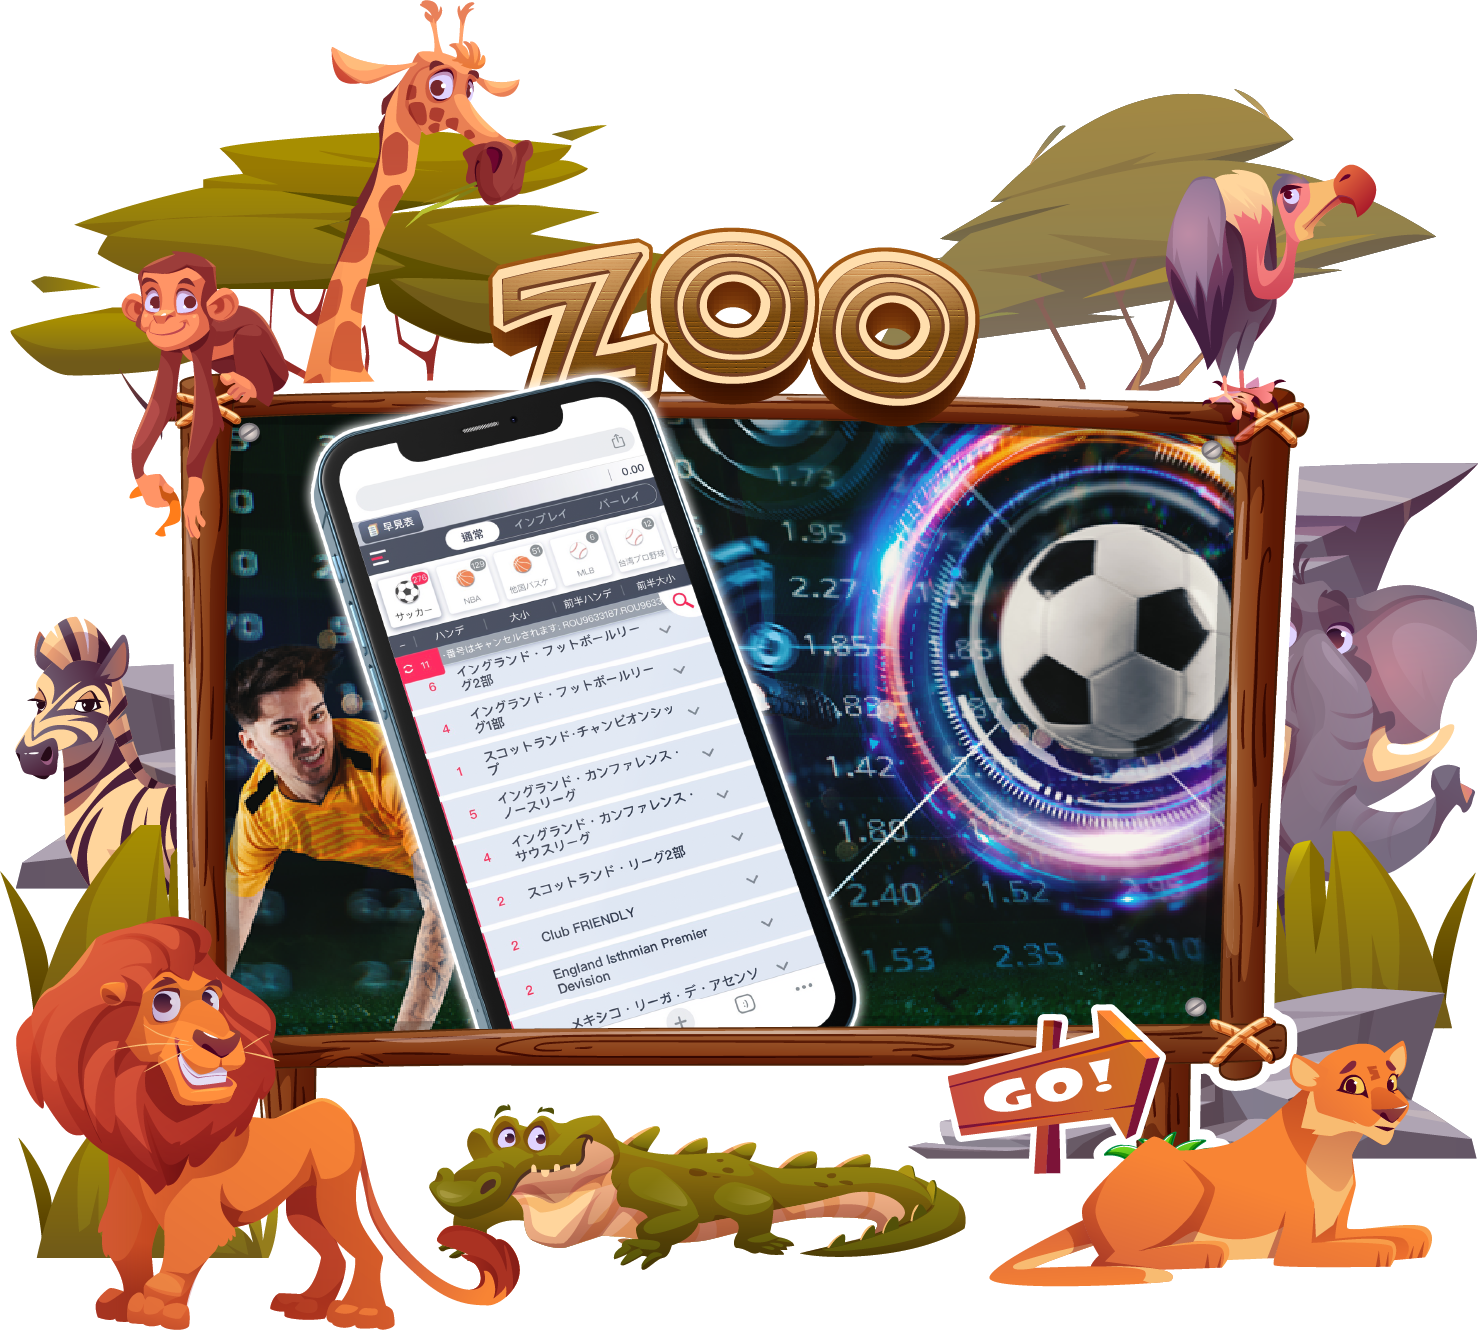 ZOO
0.00
早見表
通常
インプレイ
パーレイ
276
129
51
6
12
サッカー
NBA
他国バスケ
MLB
台湾プロ野球
ハンデ
大小
前半ハンデ
前半大小
番号はキャンセルされます, ROU9633187,ROU9633
11
6 イングランド・フットボールリー
グ2部
4 イングランド・フットボールリー
グ1部
1 スコットランド・チャンピオンシッ
プ
5 イングランド・カンファレンス・
ノースリーグ
4 イングランド・カンファレンス・
サウスリーグ
2 スコットランド・リーグ2部
2 Club FRIENDLY
2 England Isthmian Premier
Devision
メキシコ・リーガ・デ・アセンソ
:)
1.73
1.95
2.27
1.85
.85
.82
.87
1.42
1.80
2.40
1.52
1.53
2.35
3.10
GO!